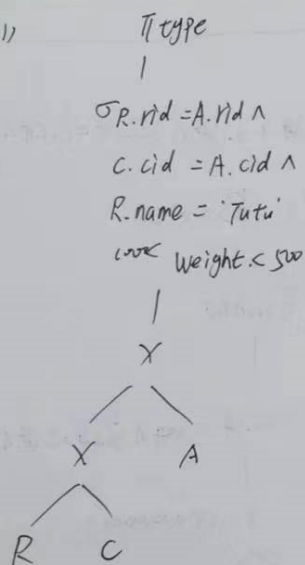 1)
π type
σ R.rid = A.rid ∧
C.cid = A.cid ∧
R.name = 'Tutu'
Weight < 500
X
X A
R C